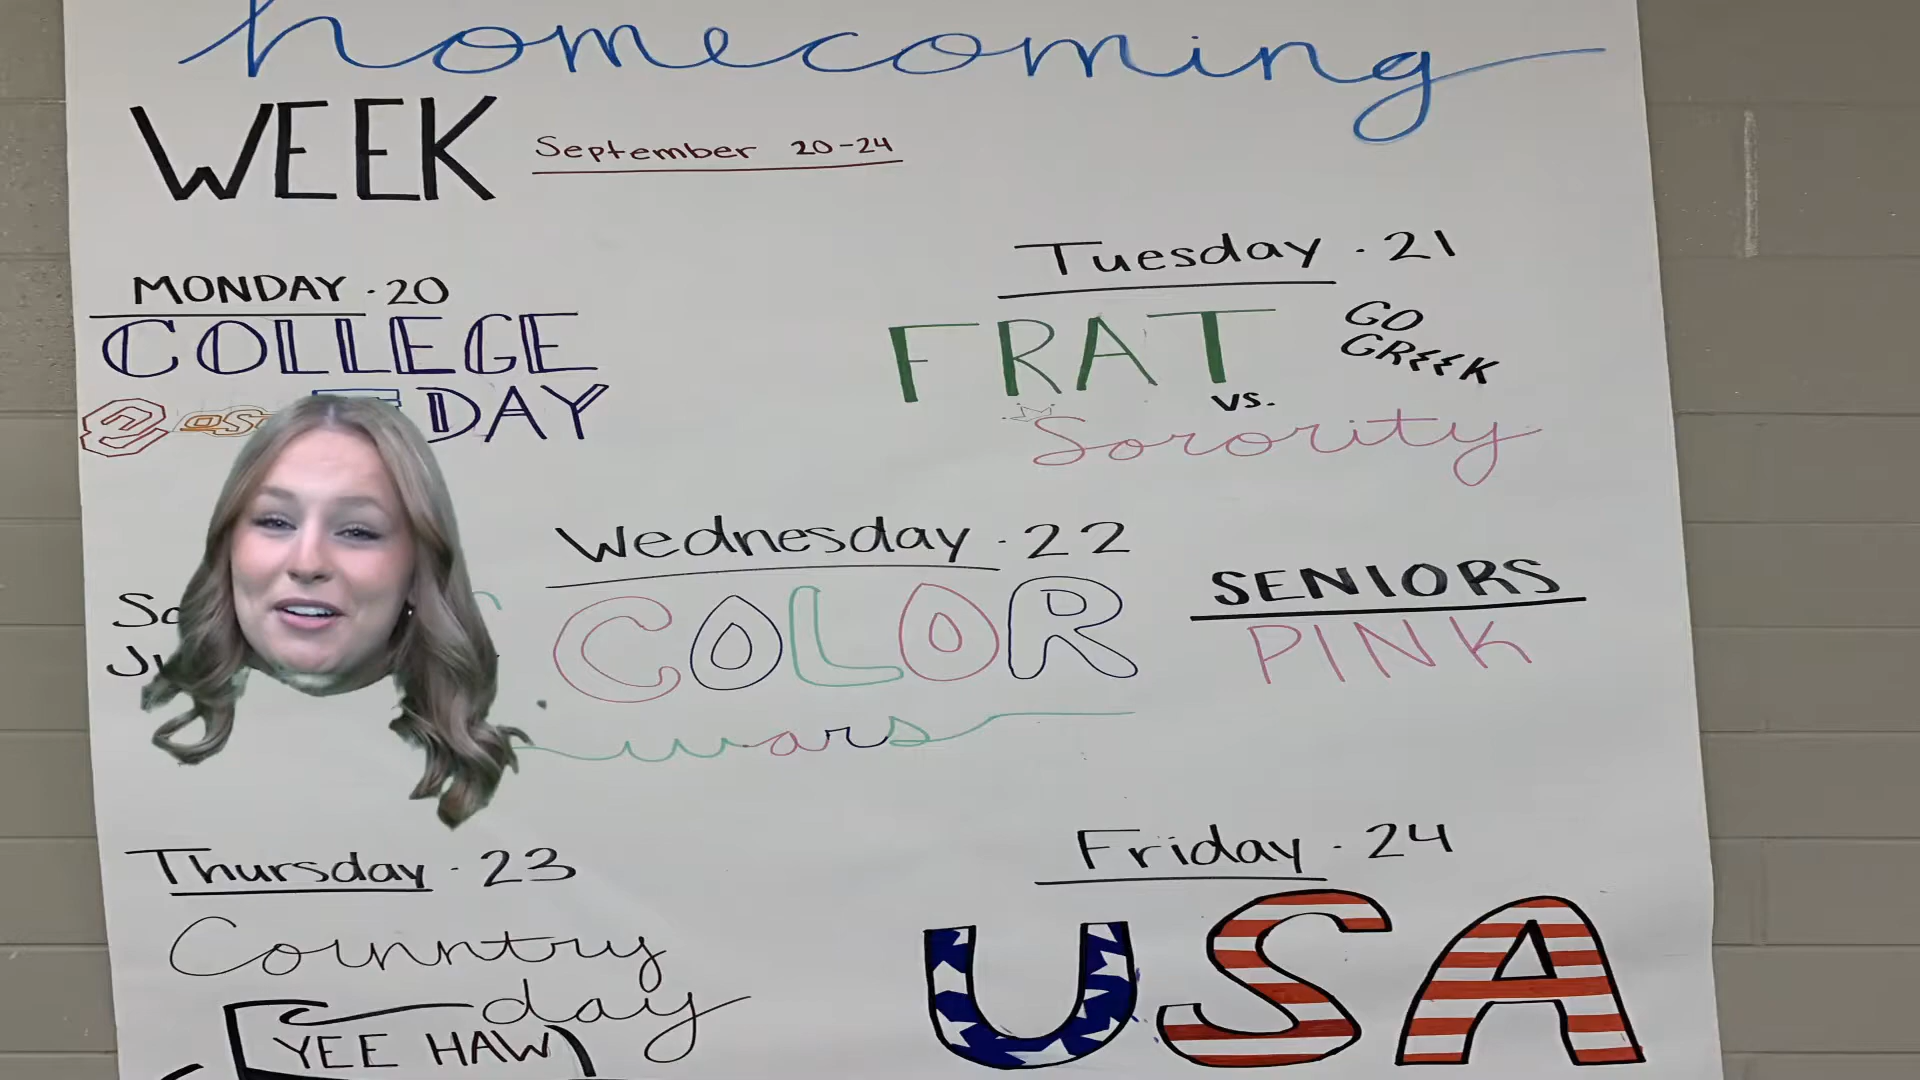 homecoming
WEEK September 20-24
MONDAY · 20
COLLEGE
DAY
Tuesday · 21
FRAT
GO
GREEK
vs.
Sorority
Wednesday · 22
COLOR
wars
SENIORS
PINK
Thursday · 23
Country
day
YEE HAW
Friday · 24
USA